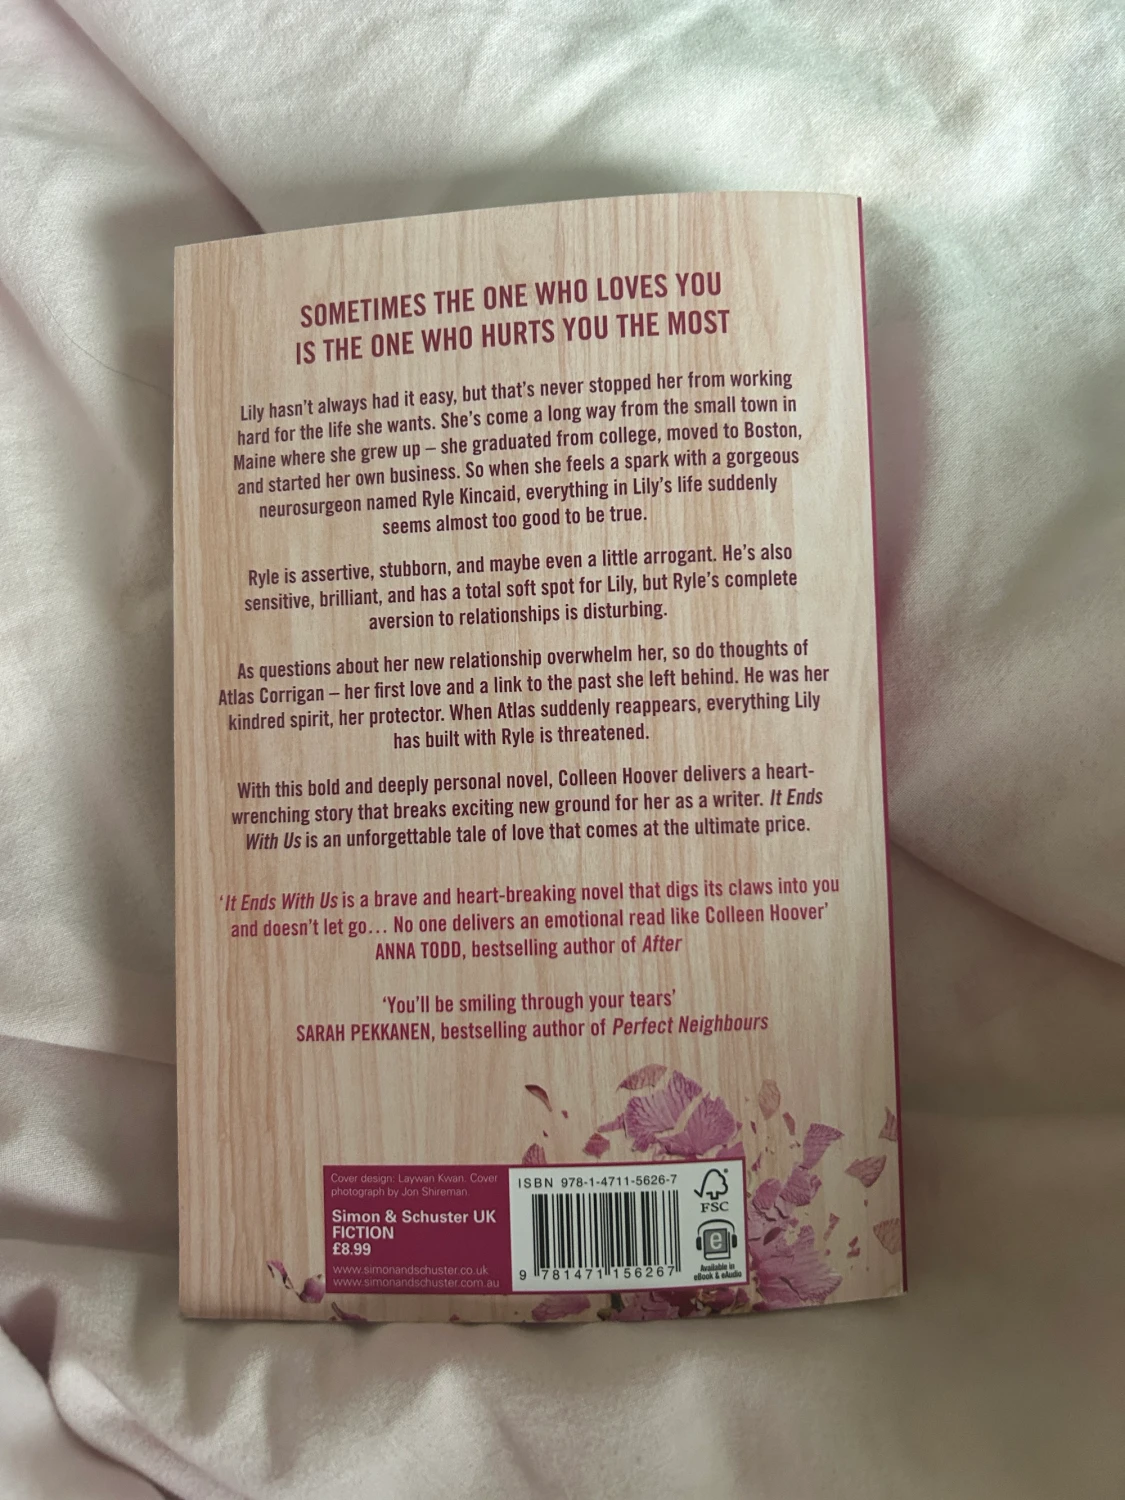 SOMETIMES THE ONE WHO LOVES YOU
IS THE ONE WHO HURTS YOU THE MOST
Lily hasn't always had it easy, but that's never stopped her from working
hard for the life she wants. She's come a long way from the small town in
Maine where she grew up – she graduated from college, moved to Boston,
and started her own business. So when she feels a spark with a gorgeous
neurosurgeon named Ryle Kincaid, everything in Lily's life suddenly
seems almost too good to be true.
Ryle is assertive, stubborn, and maybe even a little arrogant. He's also
sensitive, brilliant, and has a total soft spot for Lily, but Ryle's complete
aversion to relationships is disturbing.
As questions about her new relationship overwhelm her, so do thoughts of
Atlas Corrigan – her first love and a link to the past she left behind. He was her
kindred spirit, her protector. When Atlas suddenly reappears, everything Lily
has built with Ryle is threatened.
With this bold and deeply personal novel, Colleen Hoover delivers a heart-
wrenching story that breaks exciting new ground for her as a writer. It Ends
With Us is an unforgettable tale of love that comes at the ultimate price.
‘It Ends With Us is a brave and heart-breaking novel that digs its claws into you
and doesn't let go… No one delivers an emotional read like Colleen Hoover’
ANNA TODD, bestselling author of After
‘You'll be smiling through your tears’
SARAH PEKKANEN, bestselling author of Perfect Neighbours
Cover design: Laywan Kwan. Cover
photograph by Jon Shireman.
Simon & Schuster UK
FICTION
£8.99
www.simonandschuster.co.uk
www.simonandschuster.com.au
ISBN 978-1-4711-5626-7
9 781471 156267
FSC
e
Available in
eBook & eAudio